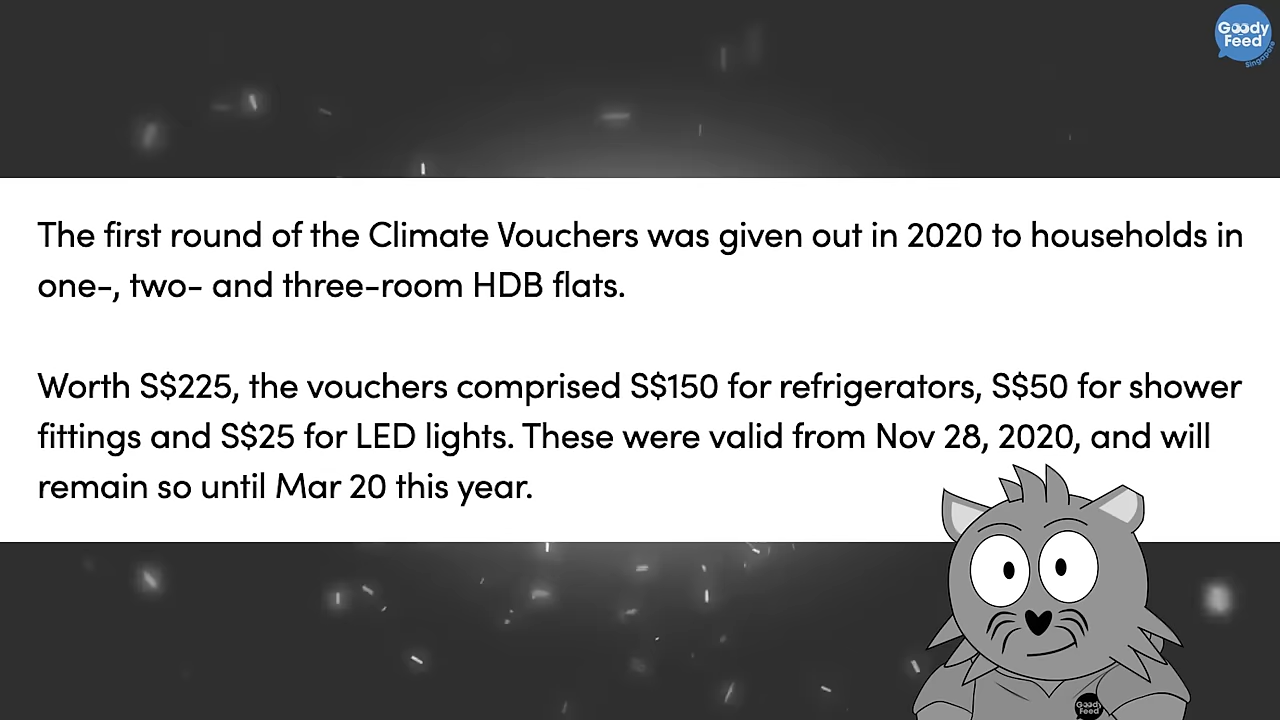 Goody
Feed
Singapore
The first round of the Climate Vouchers was given out in 2020 to households in
one-, two- and three-room HDB flats.
Worth S$225, the vouchers comprised S$150 for refrigerators, S$50 for shower
fittings and S$25 for LED lights. These were valid from Nov 28, 2020, and will
remain so until Mar 20 this year.
Goody
Feed